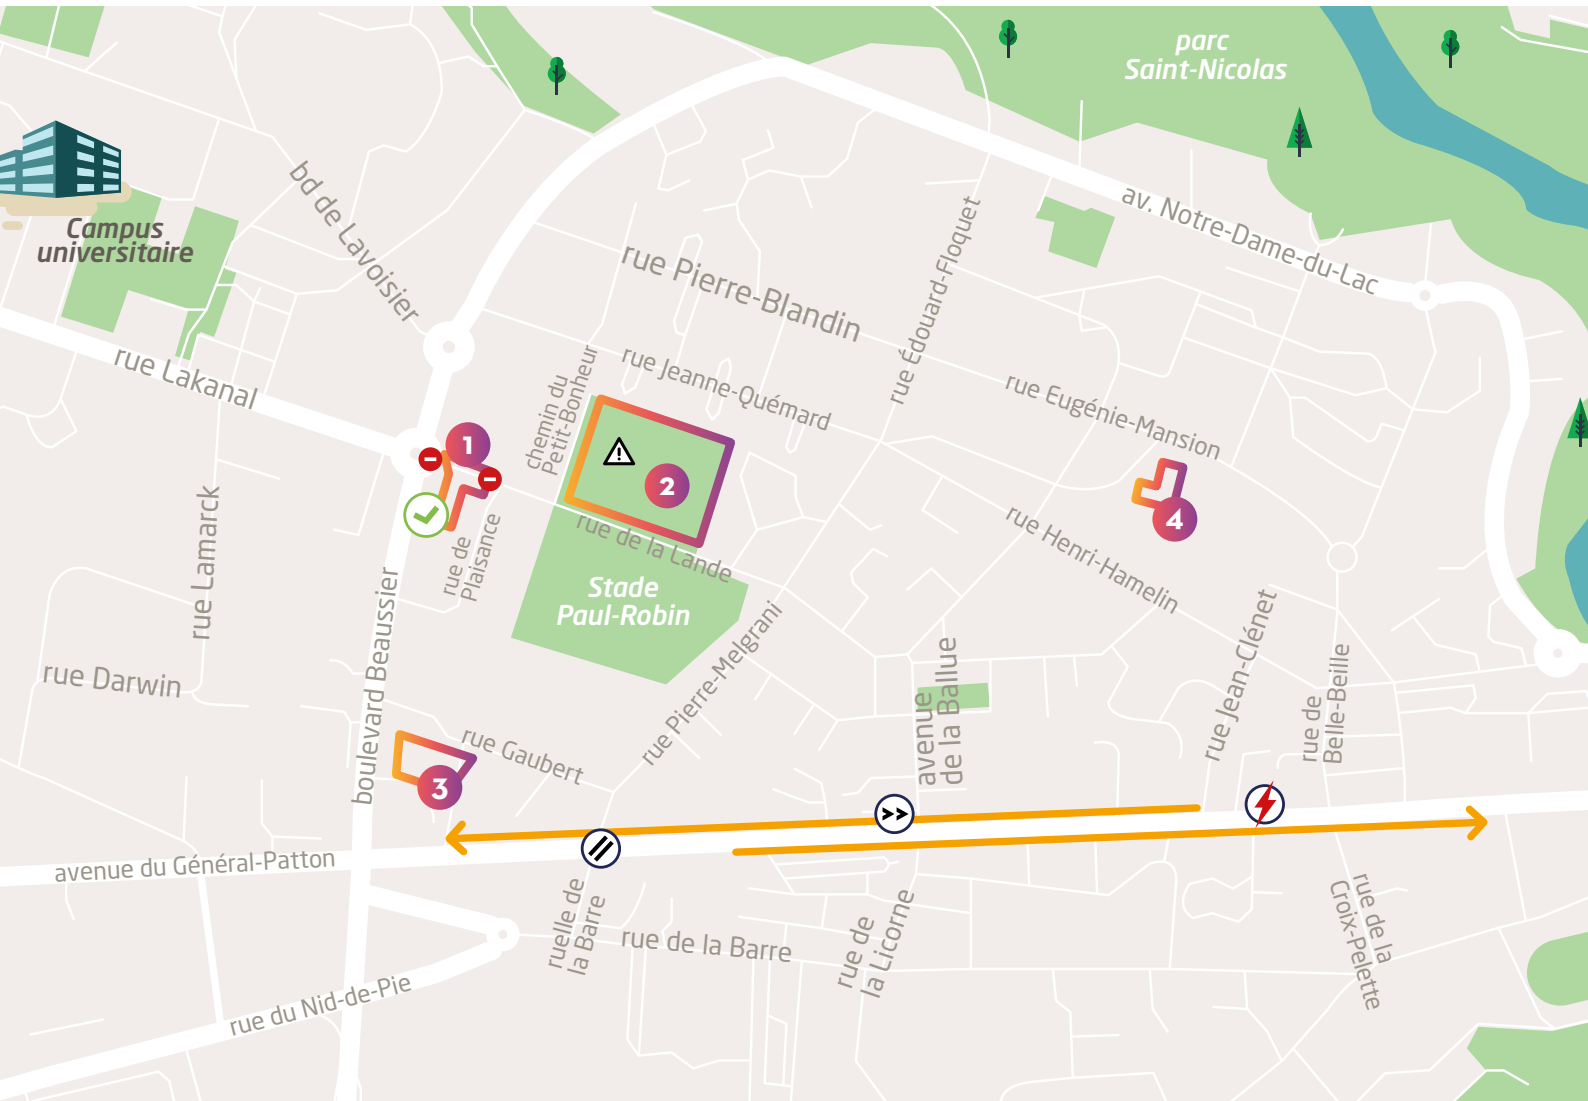 parc
Saint-Nicolas
Campus
universitaire
bd de Lavoisier
av. Notre-Dame-du-Lac
rue Pierre-Blandin
rue Édouard-Floquet
rue Lakanal
chemin du
Petit-Bonheur
rue Jeanne-Quémard
rue Eugénie-Mansion
1
2
4
rue Lamarck
rue de
Plaisance
rue de la Lande
rue Henri-Hamelin
Stade
Paul-Robin
rue Darwin
boulevard Beaussier
rue Pierre-Melgrani
avenue
de la Ballue
rue Jean-Clénet
rue de
Belle-Beille
rue Gaubert
3
>>
avenue du Général-Patton
ruelle de
la Barre
rue de la Barre
rue de
la Licorne
rue de la
Croix-Pelette
rue du Nid-de-Pie